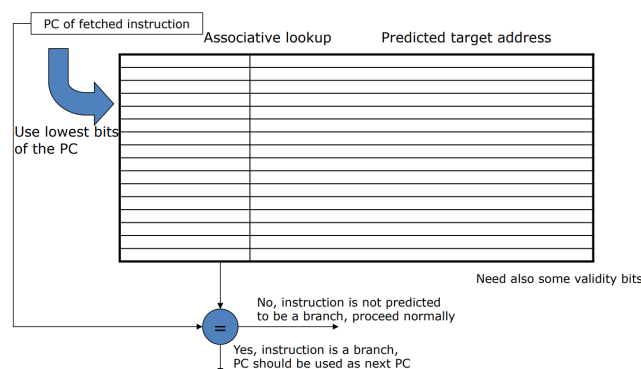 PC of fetched instruction
Associative lookup
Predicted target address
Use lowest bits
of the PC
Need also some validity bits
No, instruction is not predicted
to be a branch, proceed normally
=
Yes, instruction is a branch,
PC should be used as next PC